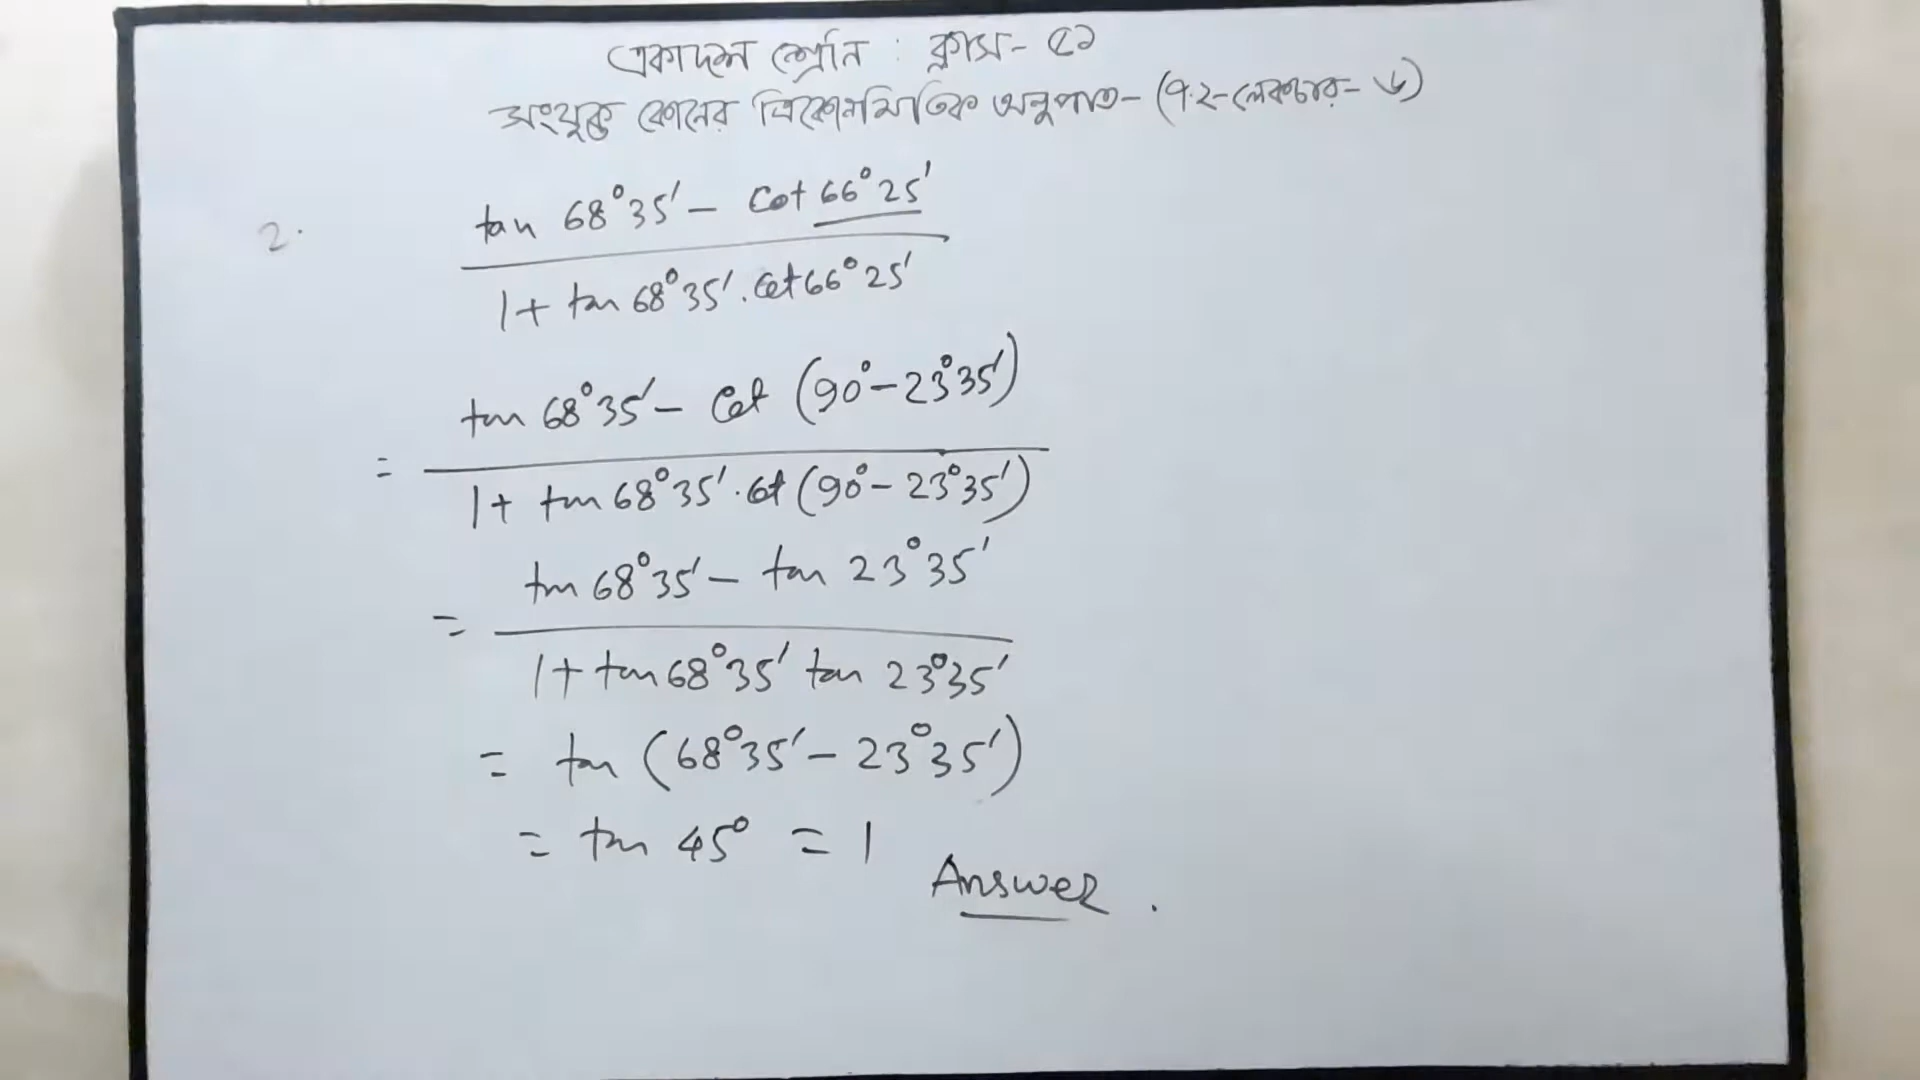 একাদশ শ্রেনি : ক্লাস- ৫১
সংযুক্ত কোনের ত্রিকোনমিতিক অনুপাত- (৭.২-লেকচার- ৬)
2.
tan 68°35′ - Cot 66°25′
1 + tan 68°35′ . Cot 66°25′
tan 68°35′ - Cot (90° - 23°35′)
=
1 + tan 68°35′ . Cot (90° - 23°35′)
tan 68°35′ - tan 23°35′
=
1 + tan 68°35′ tan 23°35′
= tan (68°35′ - 23°35′)
= tan 45° = 1
Answer .